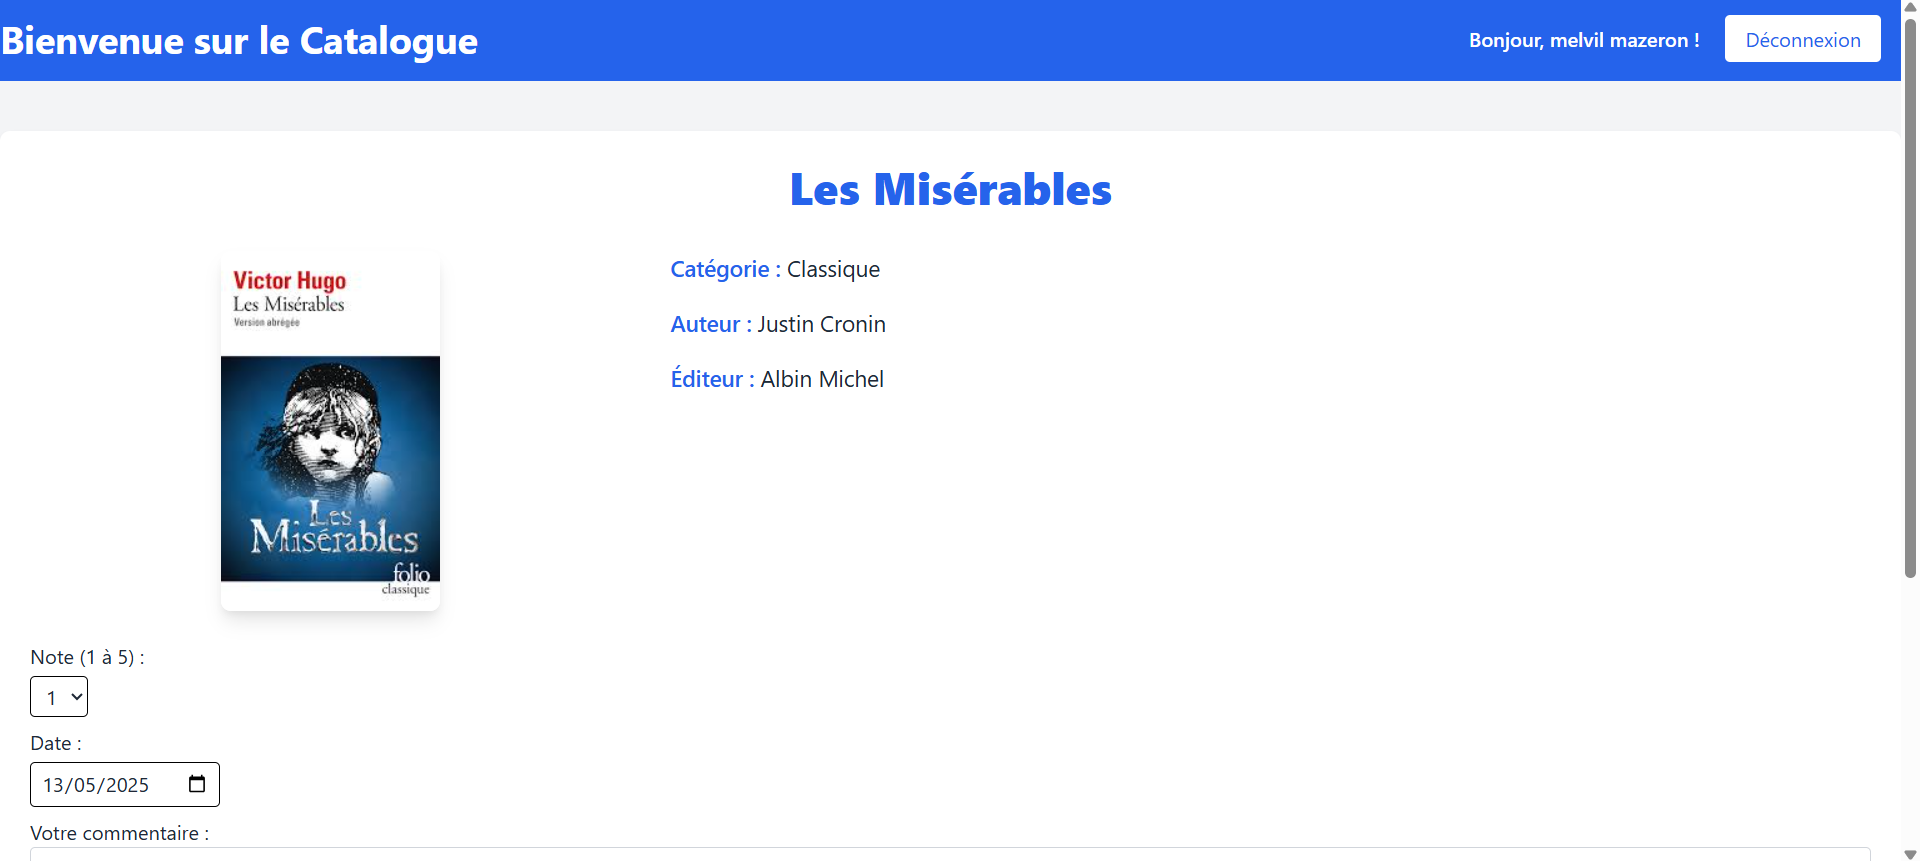 Bienvenue sur le Catalogue
Bonjour, melvil mazeron !
Déconnexion
Les Misérables
Victor Hugo
Les Misérables
Version abrégée
Les
Misérables
folio
classique
Catégorie : Classique
Auteur : Justin Cronin
Éditeur : Albin Michel
Note (1 à 5) :
1
Date :
13/05/2025
Votre commentaire :